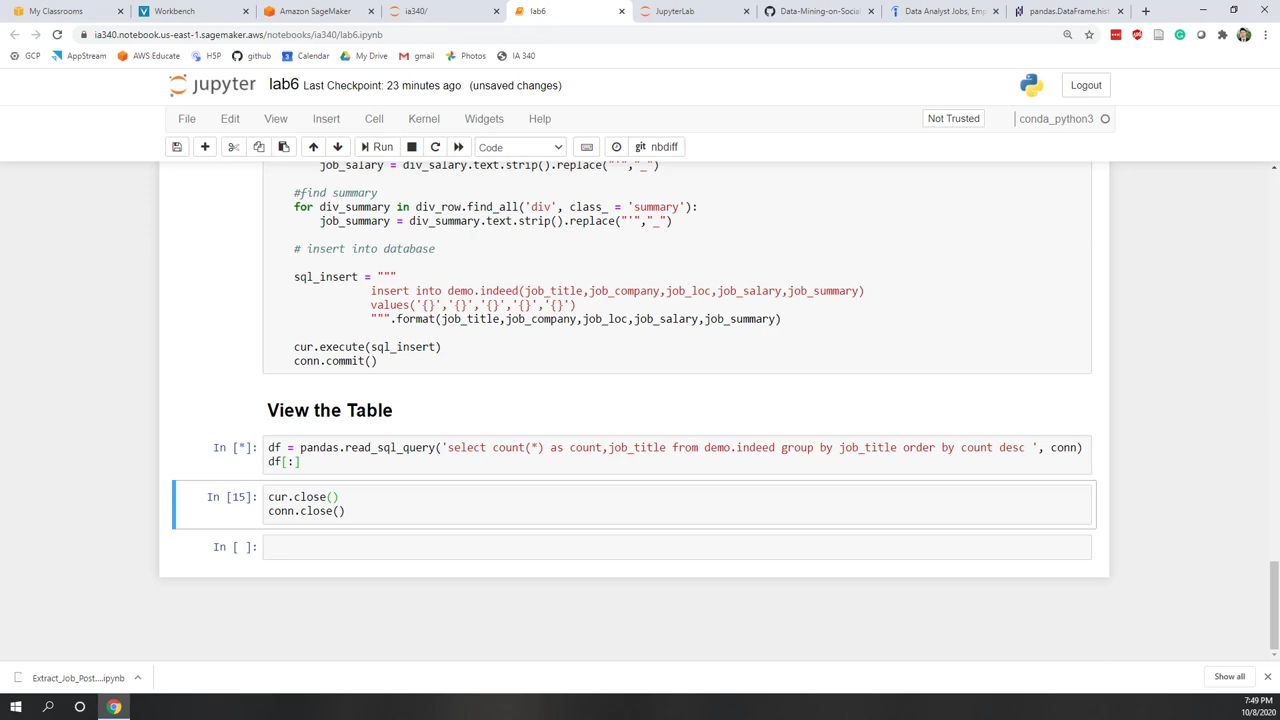 My Classrooms
Workbench
Amazon SageMaker
ia340/
lab6
JupyterLab
Data-Mining-on-Social
Data Analyst Jobs, Emp
pandas.DataFrame.hist
ia340.notebook.us-east-1.sagemaker.aws/notebooks/ia340/lab6.ipynb
GCP
AppStream
AWS Educate
H5P
github
Calendar
My Drive
gmail
Photos
IA 340
jupyter lab6 Last Checkpoint: 23 minutes ago (unsaved changes)
Logout
File Edit View Insert Cell Kernel Widgets Help
Not Trusted
conda_python3
Run
Code
git nbdiff
job_salary = div_salary.text.strip().replace("'","_")
#find summary
for div_summary in div_row.find_all('div', class_ = 'summary'):
job_summary = div_summary.text.strip().replace("'","_")
# insert into database
sql_insert = """
insert into demo.indeed(job_title,job_company,job_loc,job_salary,job_summary)
values('{}','{}','{}','{}','{}')
""".format(job_title,job_company,job_loc,job_salary,job_summary)
cur.execute(sql_insert)
conn.commit()
View the Table
In [*]: df = pandas.read_sql_query('select count(*) as count,job_title from demo.indeed group by job_title order by count desc ', conn)
df[:]
In [15]: cur.close()
conn.close()
In [ ]:
Extract_Job_Post....ipynb
Show all
7:49 PM
10/8/2020